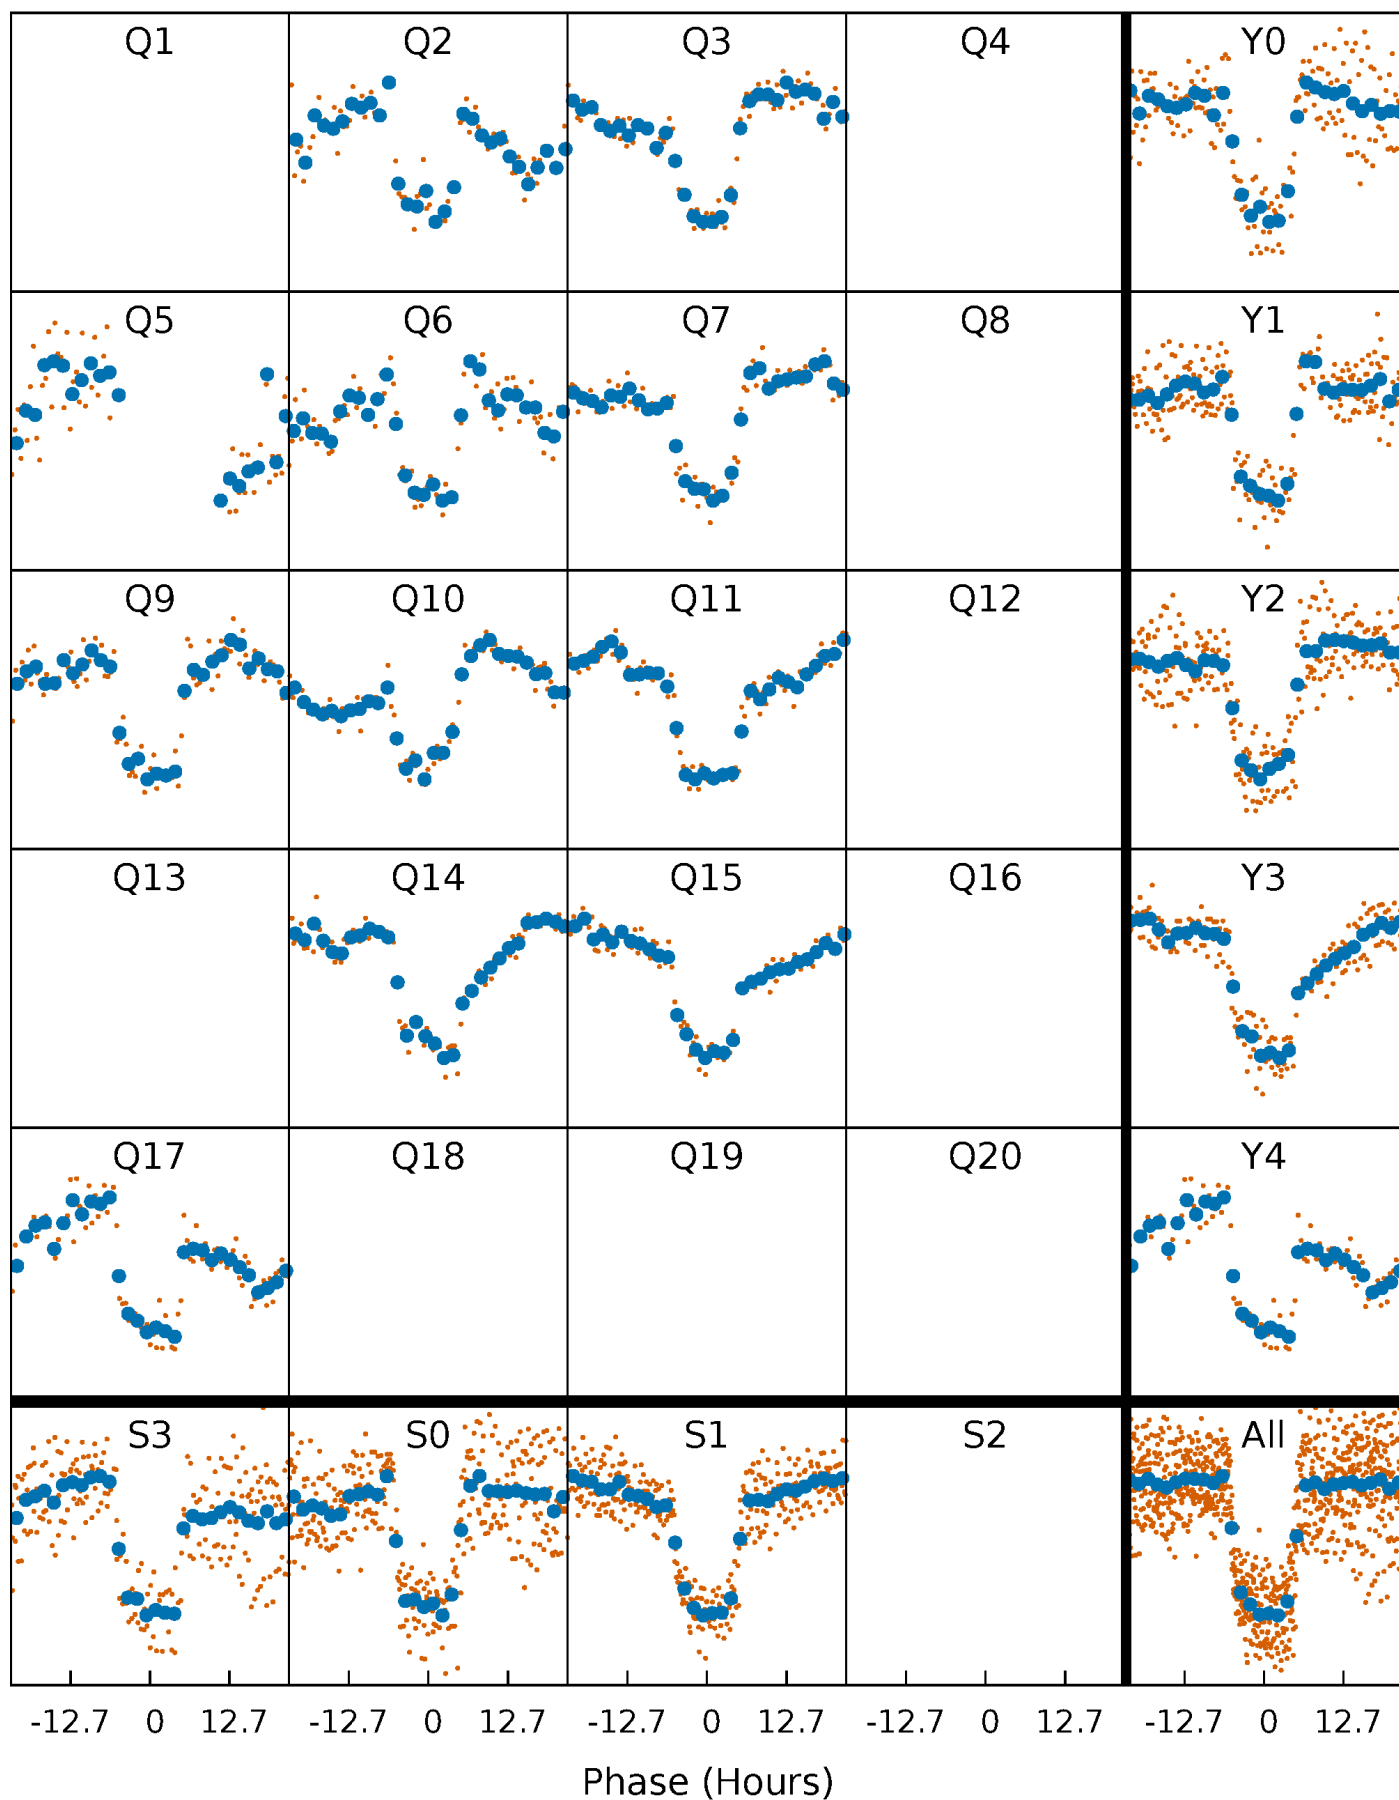 Q1 Q2 Q3 Q4 Y0
Q5 Q6 Q7 Q8 Y1
Q9 Q10 Q11 Q12 Y2
Q13 Q14 Q15 Q16 Y3
Q17 Q18 Q19 Q20 Y4
S3 S0 S1 S2 All
-12.7 0 12.7 -12.7 0 12.7 -12.7 0 12.7 -12.7 0 12.7 -12.7 0 12.7
Phase (Hours)